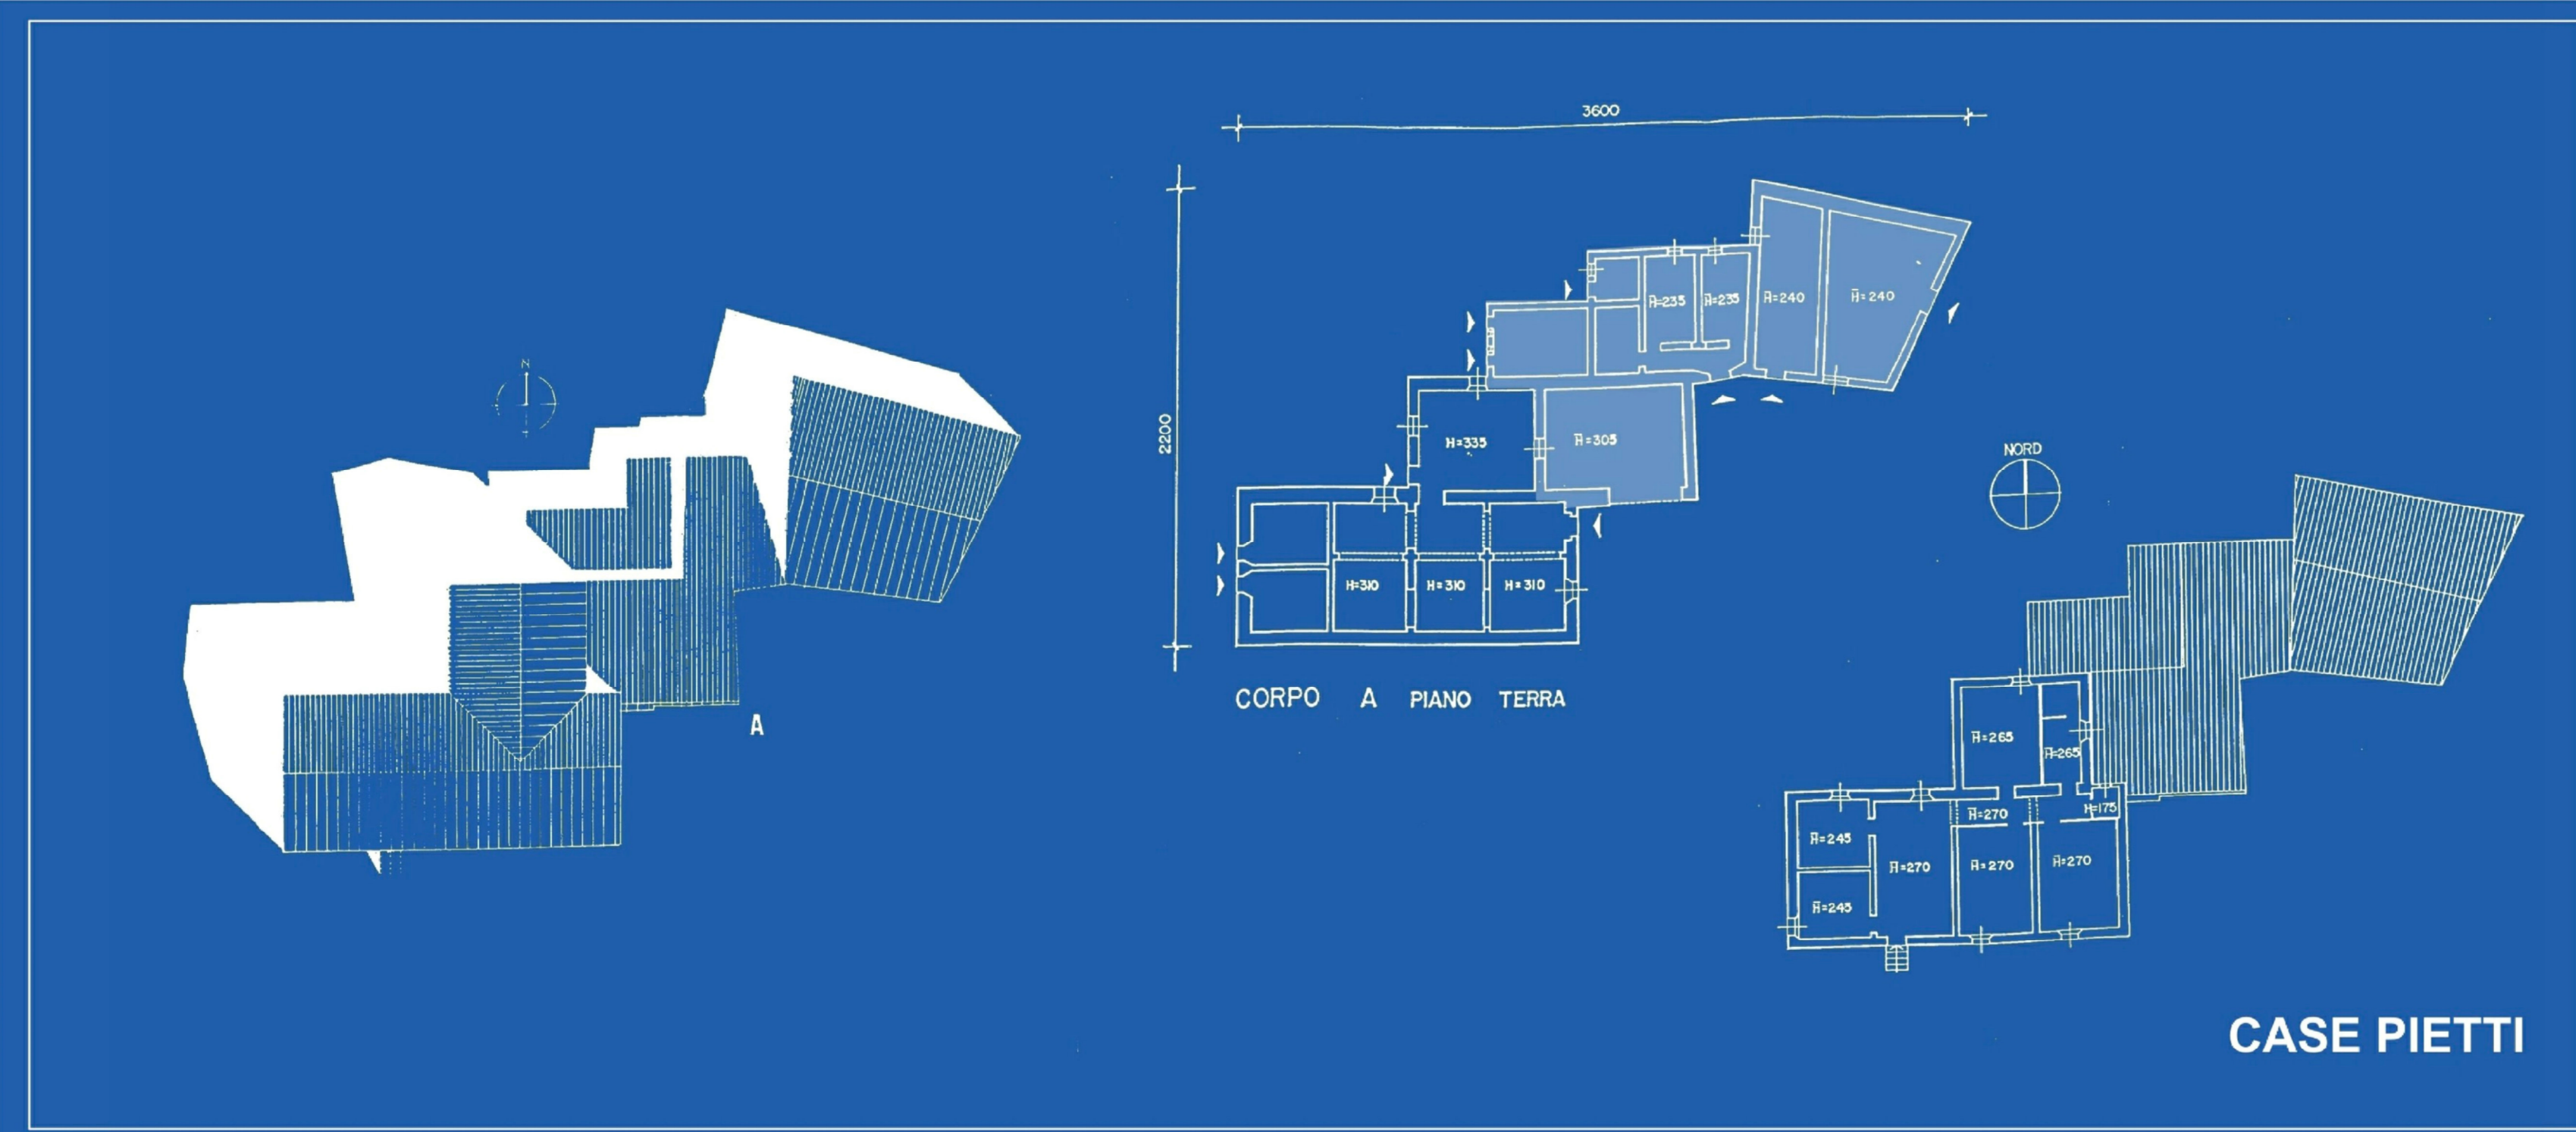 N
A
3600
2200
H̄=235
H̄=235
H̄=240
H̄=240
H=335
H̄=305
H=310
H=310
H=310
CORPO A PIANO TERRA
NORD
H̄=265
H̄=265
H̄=270
H=175
H̄=245
H̄=270
H̄=270
H̄=270
H̄=245
CASE PIETTI